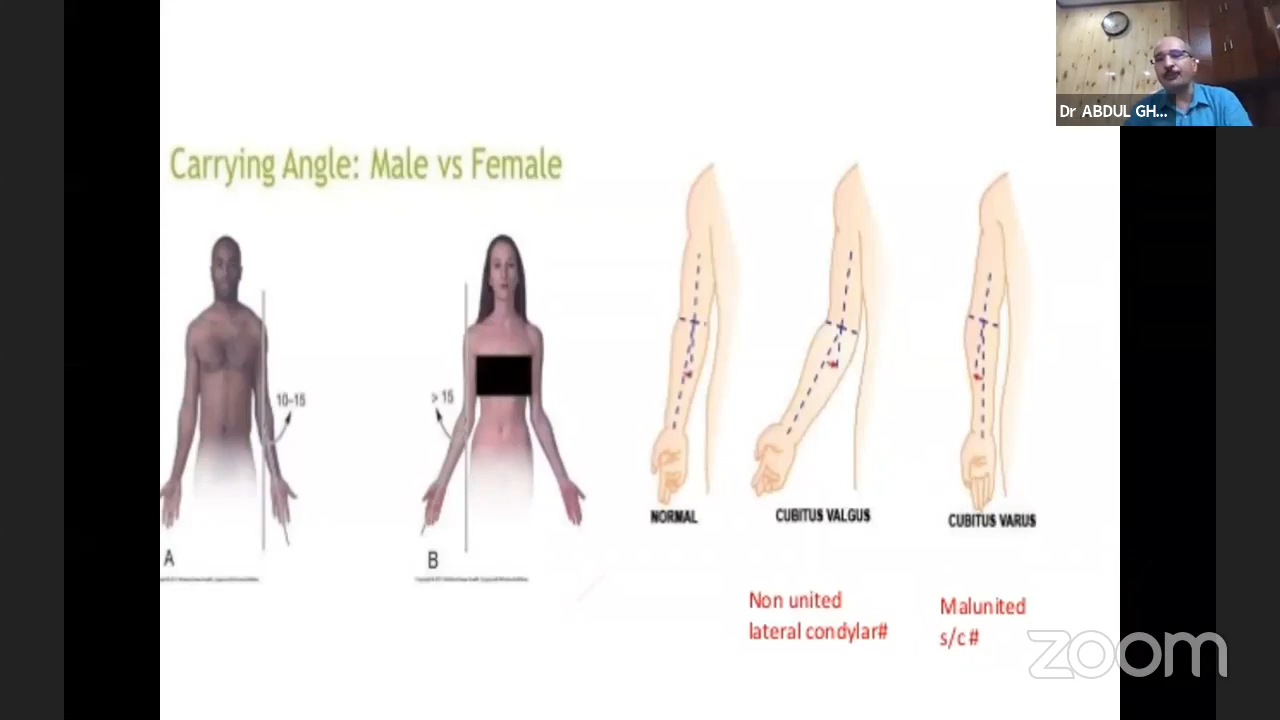 Dr ABDUL GH...
Carrying Angle: Male vs Female
10-15
> 15
A
B
NORMAL
CUBITUS VALGUS
CUBITUS VARUS
Non united
lateral condylar#
Malunited
s/c #
zoom